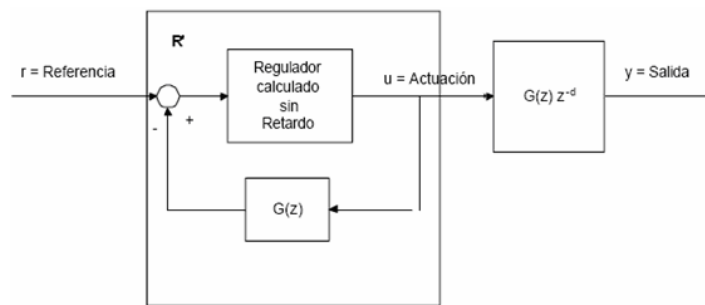 R'
r = Referencia
Regulador
calculado
sin
Retardo
u = Actuación
G(z) z^-d
y = Salida
-
+
G(z)